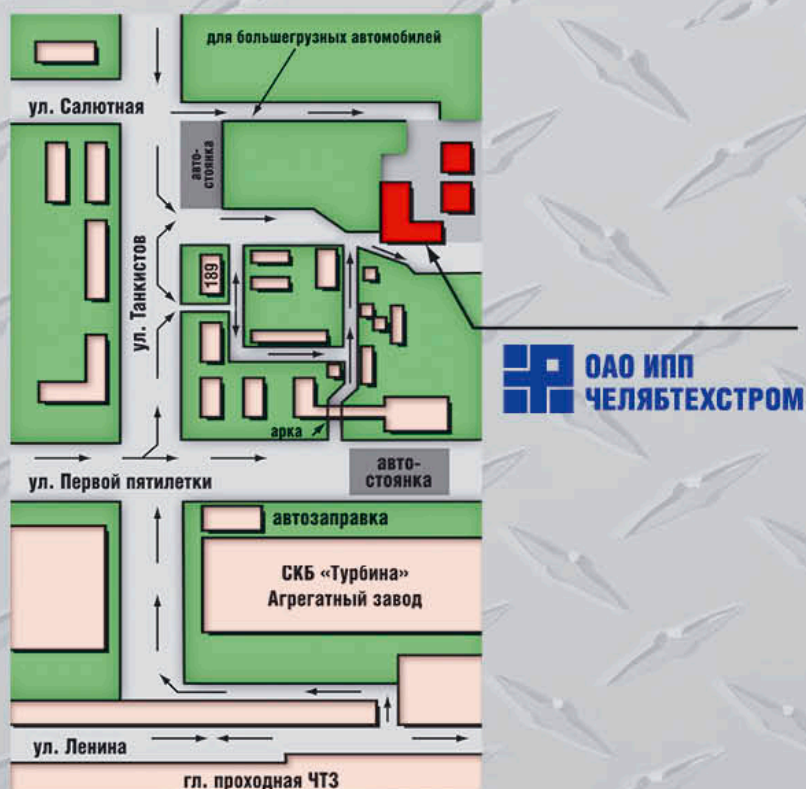 для большегрузных автомобилей
ул. Салютная
авто-
стоянка
ул. Танкистов
189
ОАО ИПП
ЧЕЛЯБТЕХСТРОМ
арка
авто-
стоянка
ул. Первой пятилетки
автозаправка
СКБ «Турбина»
Агрегатный завод
ул. Ленина
гл. проходная ЧТЗ